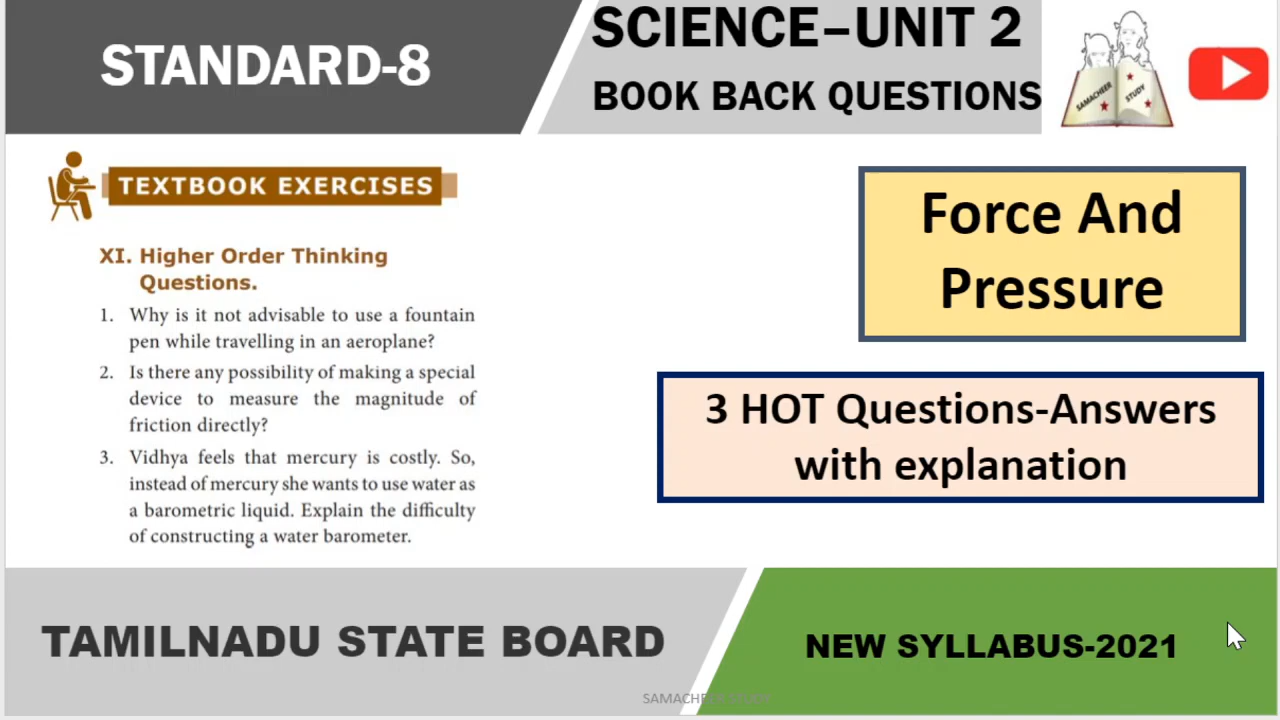 STANDARD-8
SCIENCE–UNIT 2
BOOK BACK QUESTIONS
SAMACHEER STUDY
TEXTBOOK EXERCISES
XI. Higher Order Thinking
Questions.
1. Why is it not advisable to use a fountain
pen while travelling in an aeroplane?
2. Is there any possibility of making a special
device to measure the magnitude of
friction directly?
3. Vidhya feels that mercury is costly. So,
instead of mercury she wants to use water as
a barometric liquid. Explain the difficulty
of constructing a water barometer.
Force And
Pressure
3 HOT Questions-Answers
with explanation
TAMILNADU STATE BOARD
NEW SYLLABUS-2021
SAMACHEER STUDY